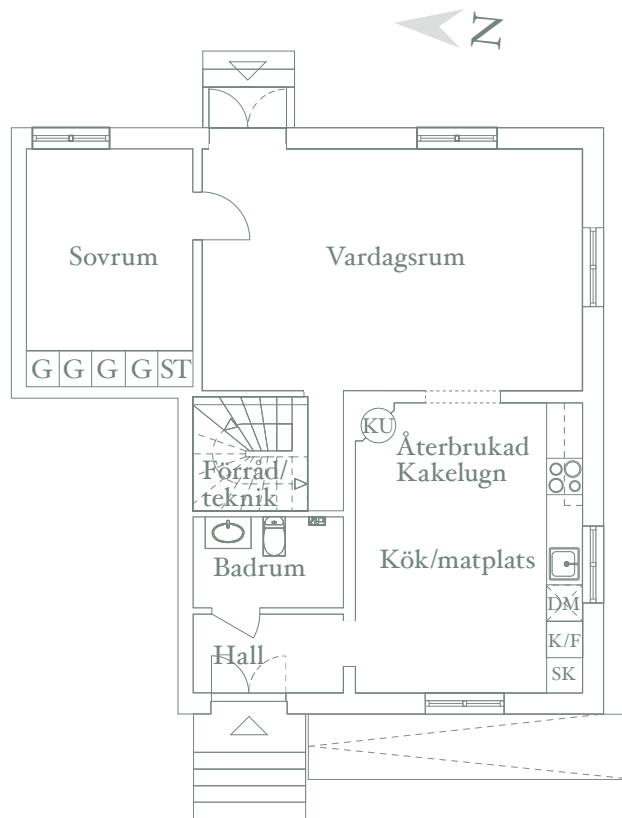 N
Sovrum
Vardagsrum
G G G G ST
KU
Återbrukad
Kakelugn
Förråd/
teknik
Badrum
Kök/matplats
DM
K/F
SK
Hall